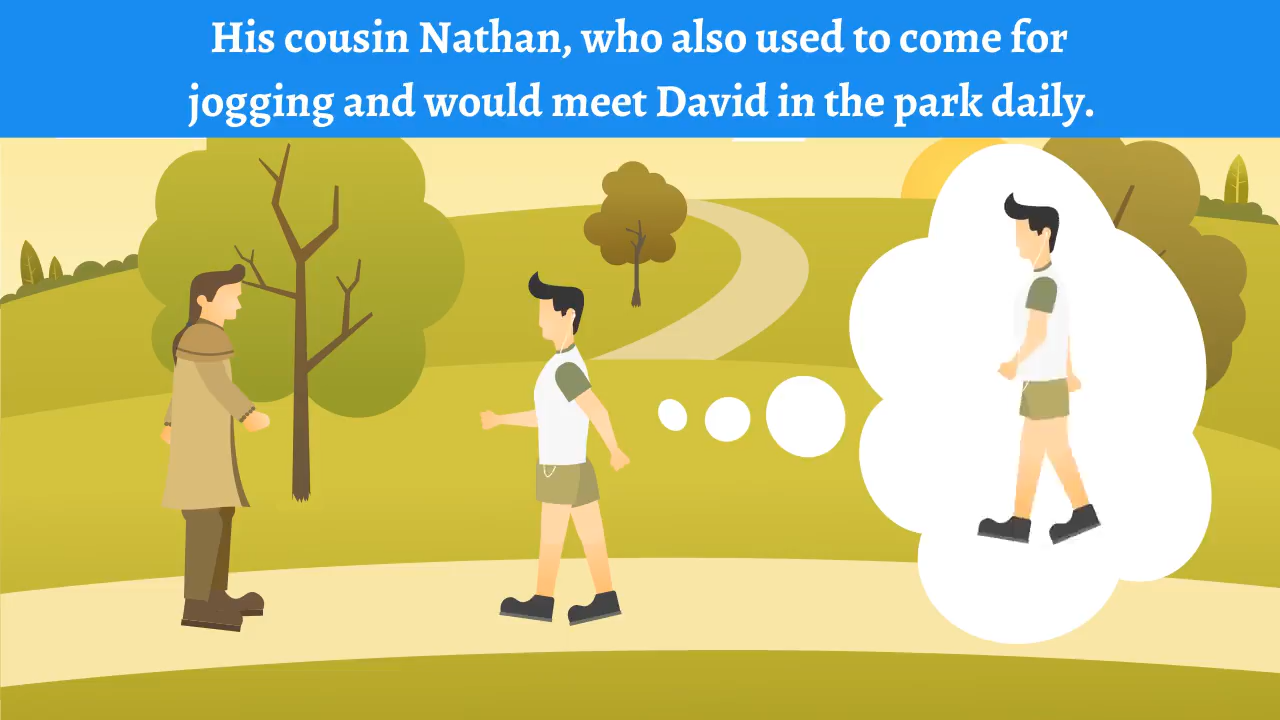 His cousin Nathan, who also used to come for
jogging and would meet David in the park daily.